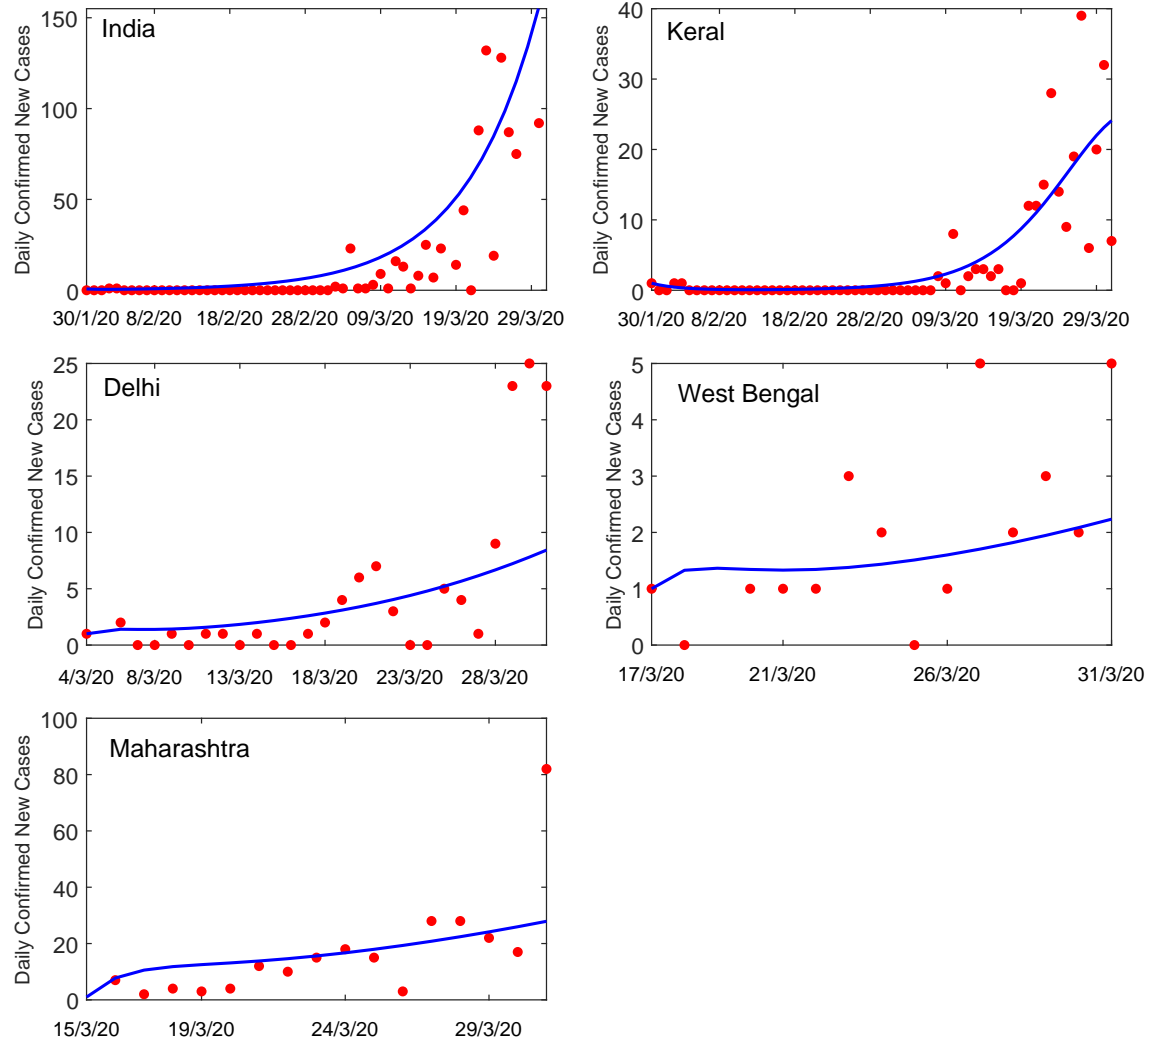 India
Daily Confirmed New Cases
150
100
50
0
30/1/20 8/2/20 18/2/20 28/2/20 09/3/20 19/3/20 29/3/20
Keral
Daily Confirmed New Cases
40
30
20
10
0
30/1/20 8/2/20 18/2/20 28/2/20 09/3/20 19/3/20 29/3/20
Delhi
Daily Confirmed New Cases
25
20
15
10
5
0
4/3/20 8/3/20 13/3/20 18/3/20 23/3/20 28/3/20
West Bengal
Daily Confirmed New Cases
5
4
3
2
1
0
17/3/20 21/3/20 26/3/20 31/3/20
Maharashtra
Daily Confirmed New Cases
100
80
60
40
20
0
15/3/20 19/3/20 24/3/20 29/3/20